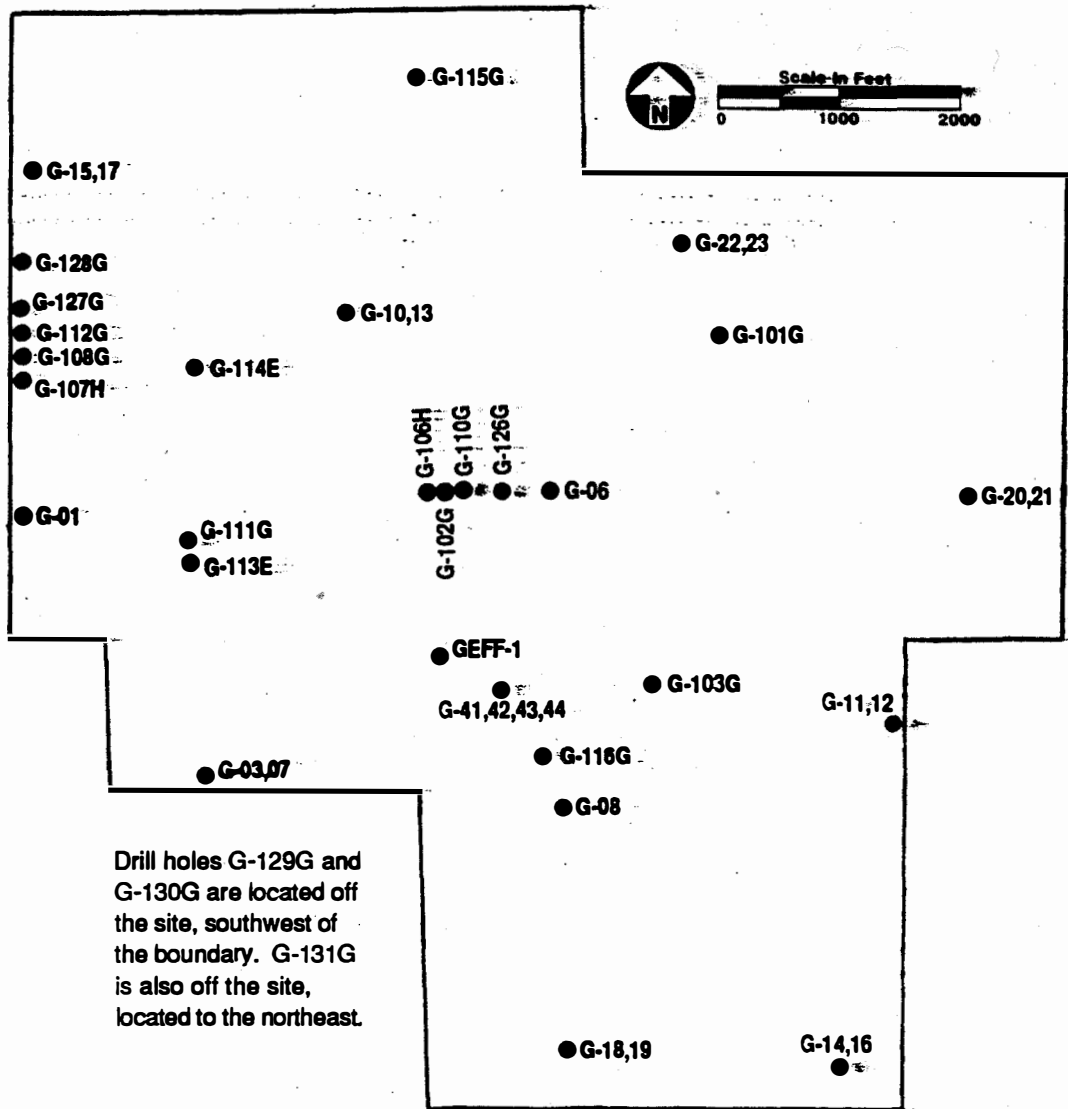 G-115G
Scale in Feet
N
0 1000 2000
G-15,17
G-22,23
G-128G
G-127G
G-10,13
G-112G
G-101G
G-108G
G-114E
G-107H
G-106H
G-110G
G-126G
G-06
G-20,21
G-01
G-102G
G-111G
G-113E
GEFF-1
G-103G
G-41,42,43,44
G-11,12
G-116G
G-03,07
G-08
Drill holes G-129G and
G-130G are located off
the site, southwest of
the boundary. G-131G
is also off the site,
located to the northeast.
G-18,19
G-14,16